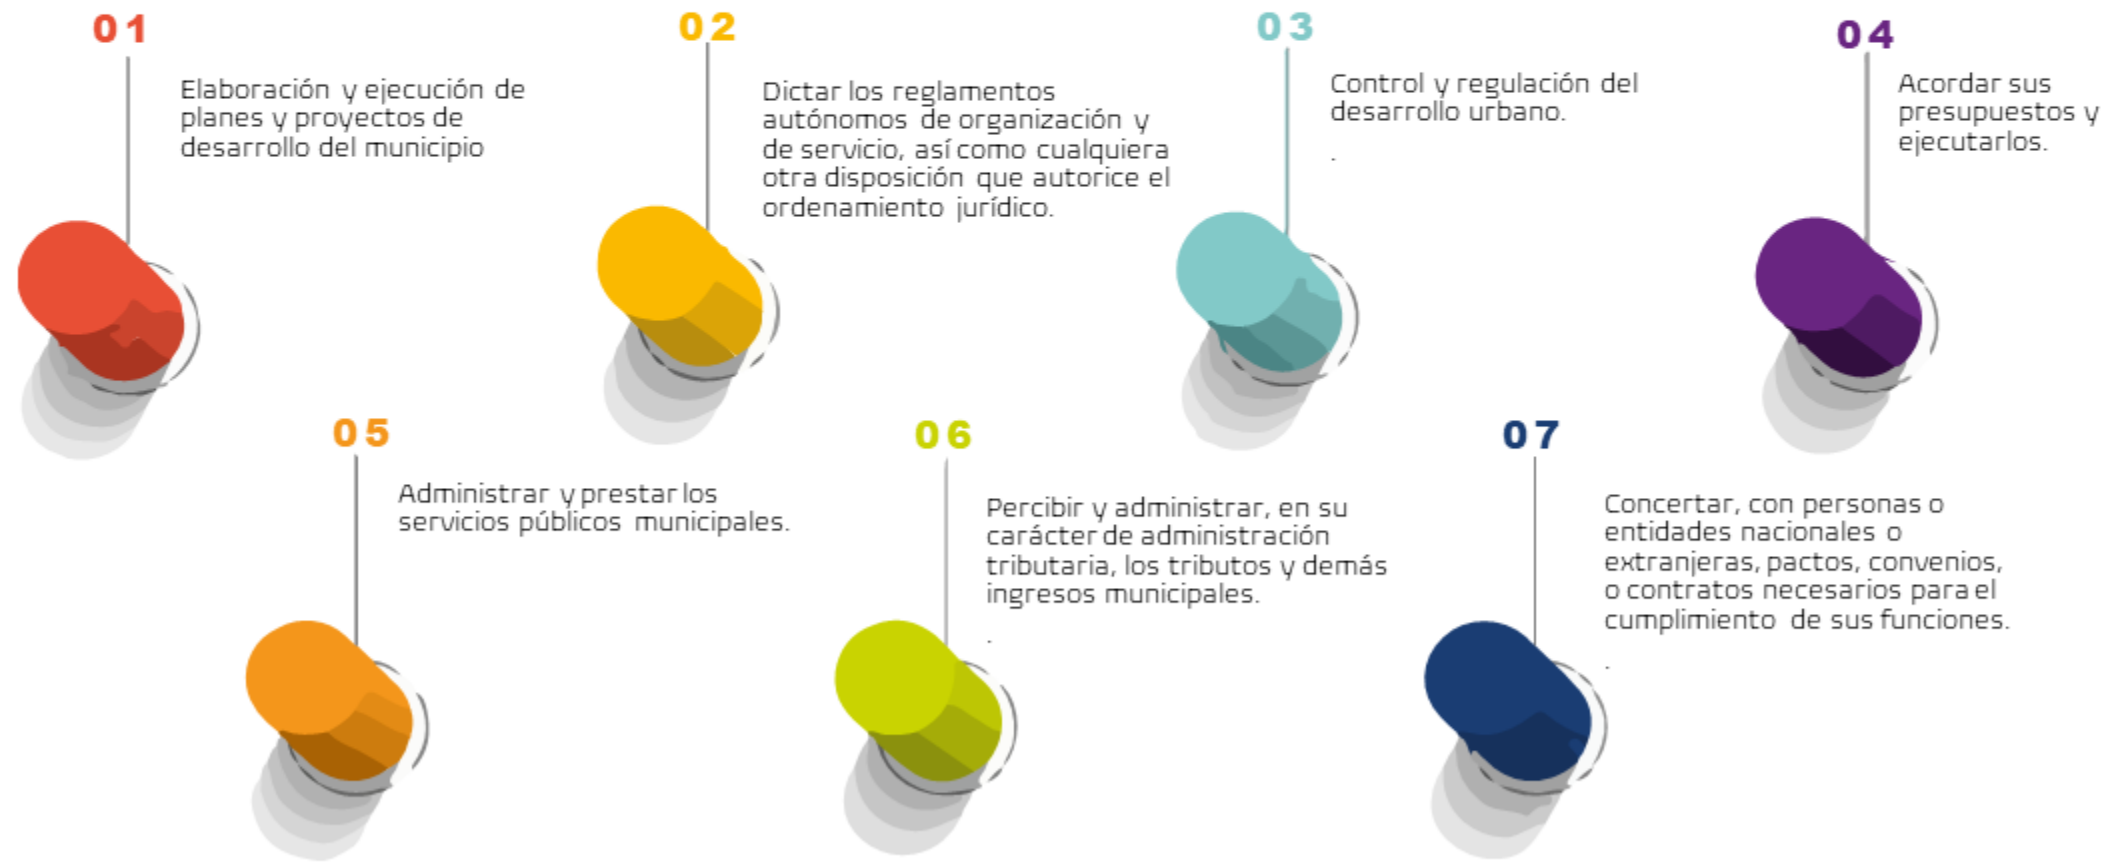 01
Elaboración y ejecución de
planes y proyectos de
desarrollo del municipio
02
Dictar los reglamentos
autónomos de organización y
de servicio, así como cualquiera
otra disposición que autorice el
ordenamiento jurídico.
03
Control y regulación del
desarrollo urbano.
.
04
Acordar sus
presupuestos y
ejecutarlos.
05
Administrar y prestar los
servicios públicos municipales.
06
Percibir y administrar, en su
carácter de administración
tributaria, los tributos y demás
ingresos municipales.
.
07
Concertar, con personas o
entidades nacionales o
extranjeras, pactos, convenios,
o contratos necesarios para el
cumplimiento de sus funciones.
.